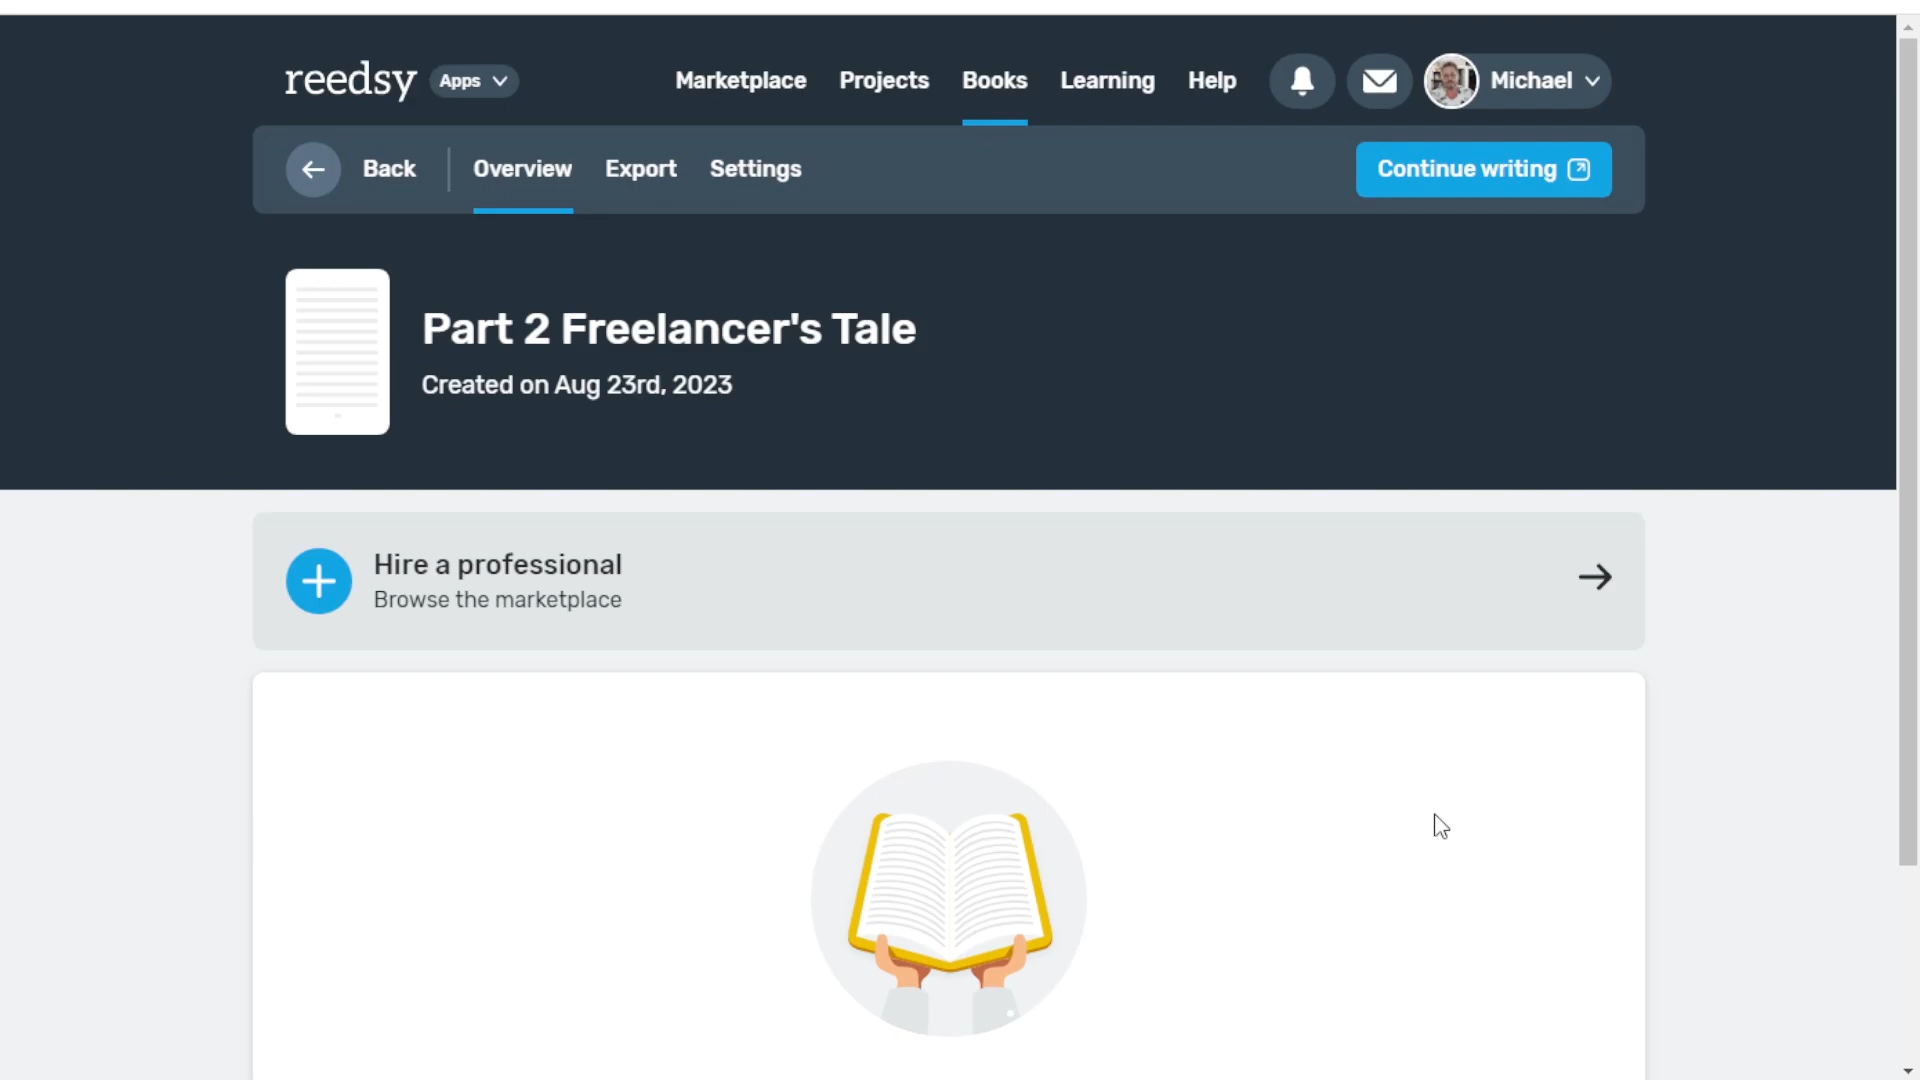 reedsy Apps Marketplace Projects Books Learning Help Michael
Back Overview Export Settings Continue writing
Part 2 Freelancer's Tale
Created on Aug 23rd, 2023
Hire a professional
Browse the marketplace